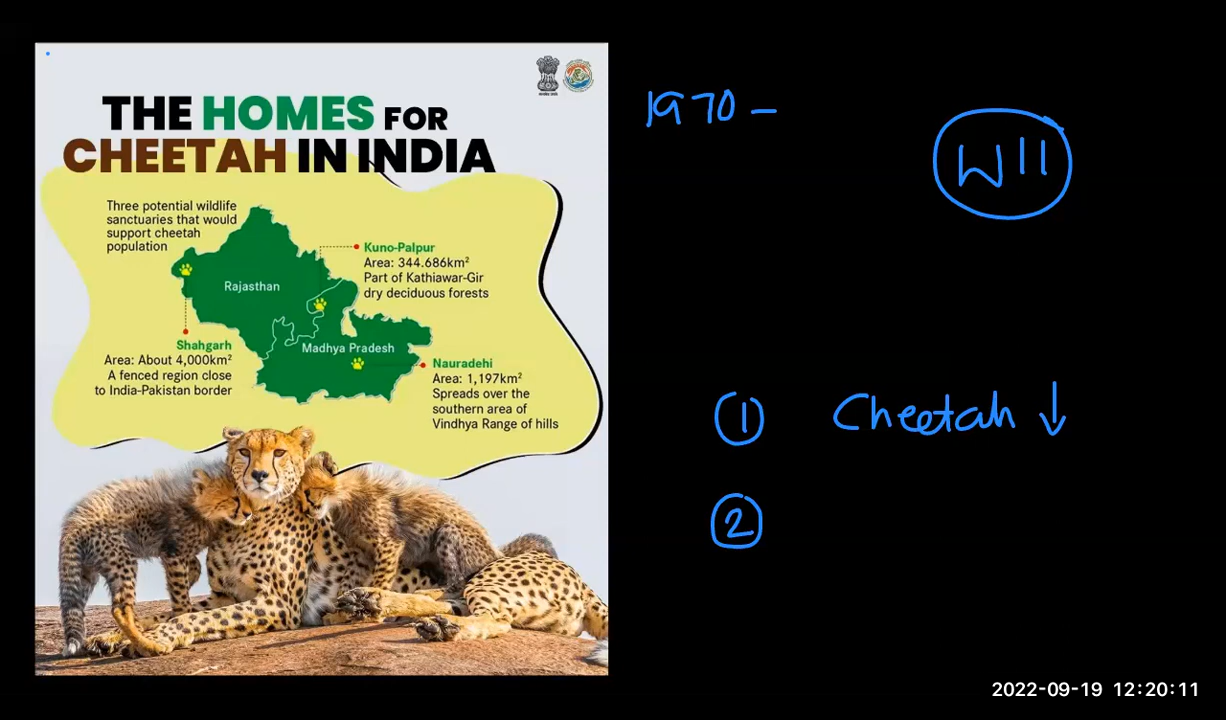 THE HOMES FOR
CHEETAH IN INDIA
Three potential wildlife
sanctuaries that would
support cheetah
population
Kuno-Palpur
Area: 344.686km²
Part of Kathiawar-Gir
dry deciduous forests
Rajasthan
Shahgarh
Area: About 4,000km²
A fenced region close
to India-Pakistan border
Madhya Pradesh
Nauradehi
Area: 1,197km²
Spreads over the
southern area of
Vindhya Range of hills
1970 –
W11
1 Cheetah ↓
2
2022-09-19 12:20:11